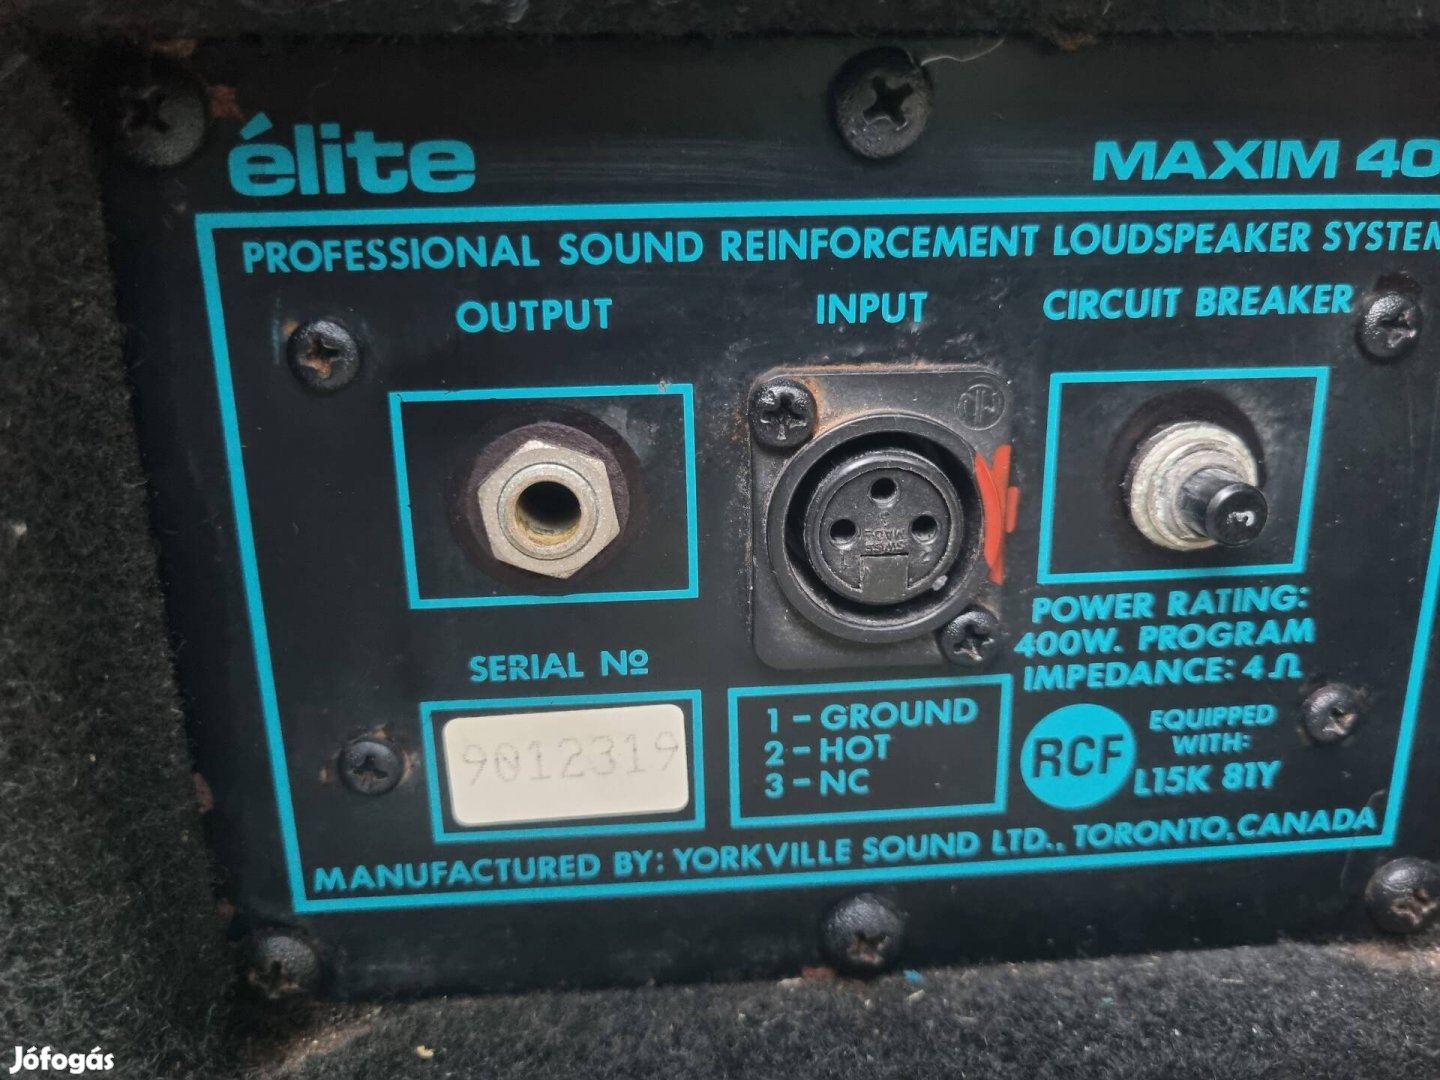 élite
MAXIM 40
PROFESSIONAL SOUND REINFORCEMENT LOUDSPEAKER SYSTEM
OUTPUT
INPUT
CIRCUIT BREAKER
3
POWER RATING:
400W. PROGRAM
IMPEDANCE: 4Ω
SERIAL Nº
9012319
1 - GROUND
2 - HOT
3 - NC
RCF
EQUIPPED
WITH:
L15K 81Y
MANUFACTURED BY: YORKVILLE SOUND LTD., TORONTO, CANADA
Jófogás